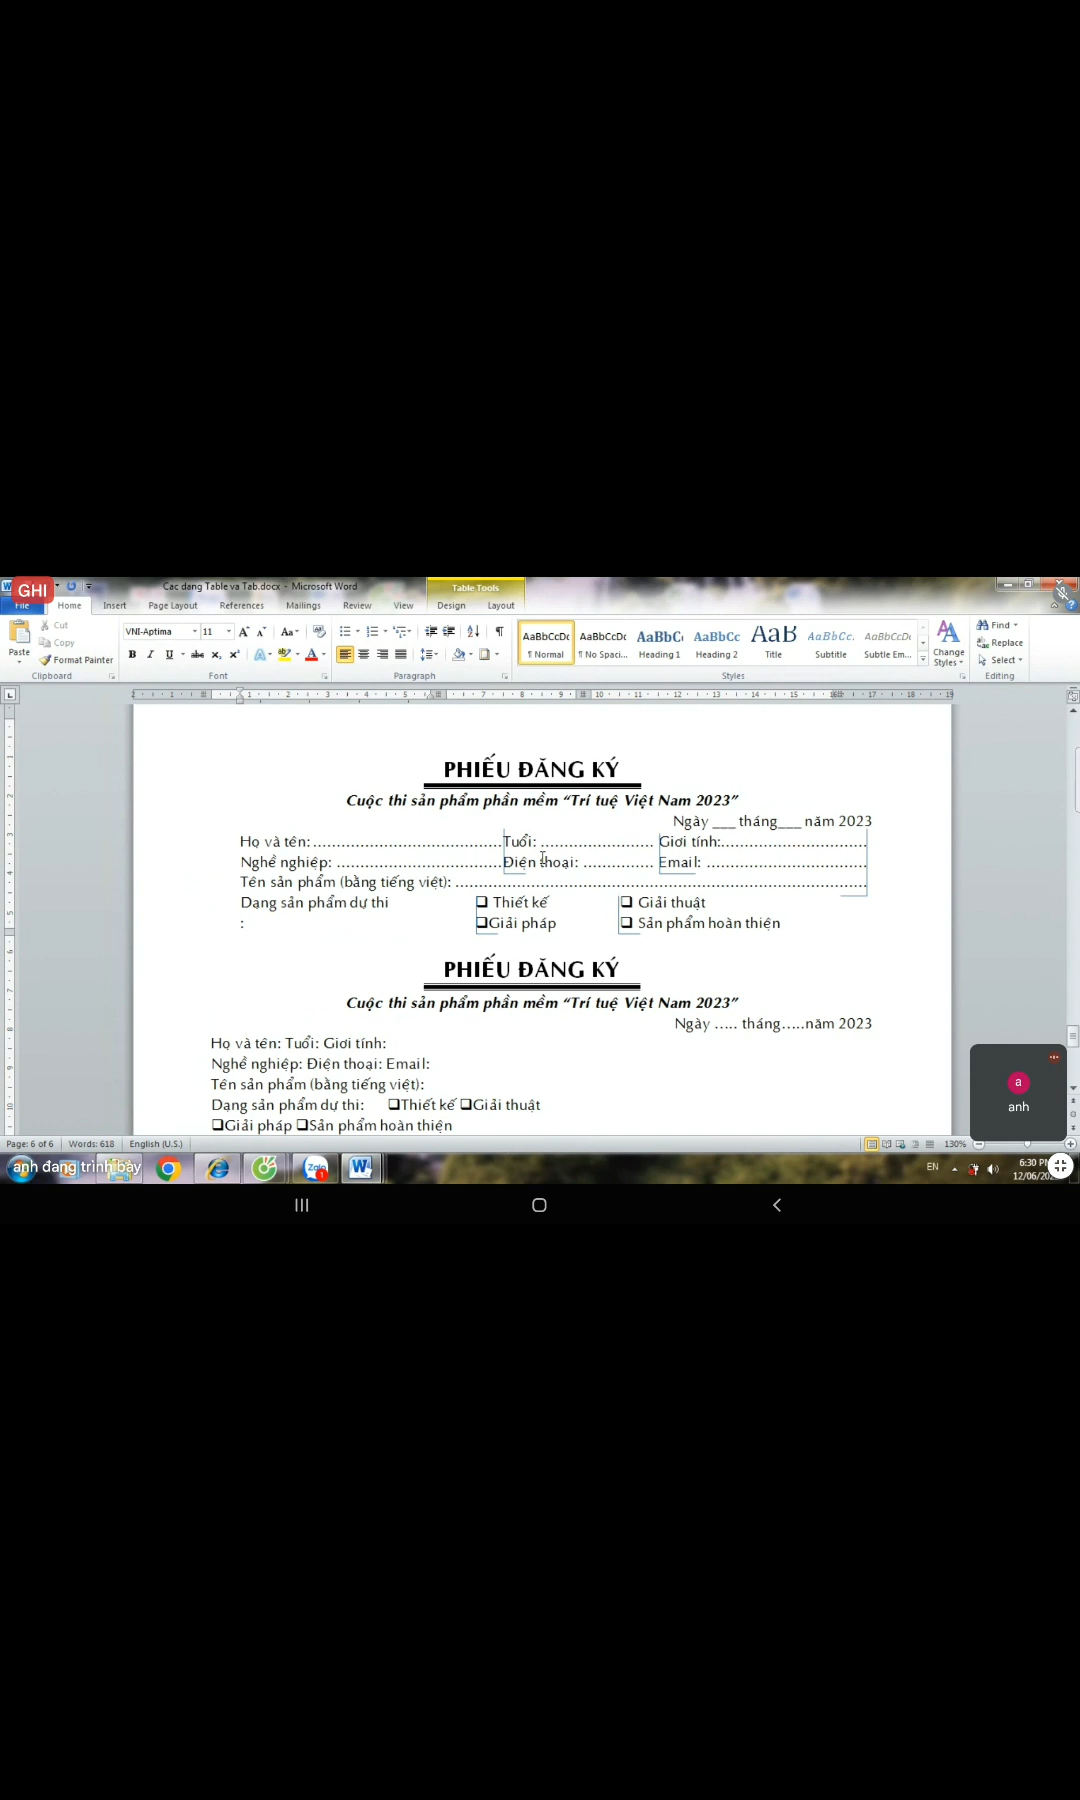 GHI
Cac dang Table va Tab.docx - Microsoft Word
Table Tools
File Home Insert Page Layout References Mailings Review View Design Layout
Paste
Cut
Copy
Format Painter
Clipboard
VNI-Aptima 11
Font
Paragraph
AaBbCcDc AaBbCcDc AaBbC AaBbCc AaB AaBbCc. AaBbCcDc
¶ Normal ¶ No Spaci... Heading 1 Heading 2 Title Subtitle Subtle Em...
Styles
Change Styles
Find
Replace
Select
Editing
PHIẾU ĐĂNG KÝ
Cuộc thi sản phẩm phần mềm “Trí tuệ Việt Nam 2023”
Ngày ___ tháng___ năm 2023
Họ và tên:.................................Tuổi: ....................... Giơi tính:..............................
Nghề nghiệp: ..................................Điện thoại: ............... Email: .................................
Tên sản phẩm (bằng tiếng việt): .....................................................................................
Dạng sản phẩm dự thi ❑ Thiết kế ❑ Giải thuật
: ❑Giải pháp ❑ Sản phẩm hoàn thiện
PHIẾU ĐĂNG KÝ
Cuộc thi sản phẩm phần mềm “Trí tuệ Việt Nam 2023”
Ngày ..... tháng.....năm 2023
Họ và tên: Tuổi: Giơi tính:
Nghề nghiệp: Điện thoại: Email:
Tên sản phẩm (bằng tiếng việt):
Dạng sản phẩm dự thi: ❑Thiết kế ❑Giải thuật
❑Giải pháp ❑Sản phẩm hoàn thiện
a
anh
Page: 6 of 6 Words: 618 English (U.S.) 130%
anh đang trình bày
Zalo
EN
6:30
12/06/20